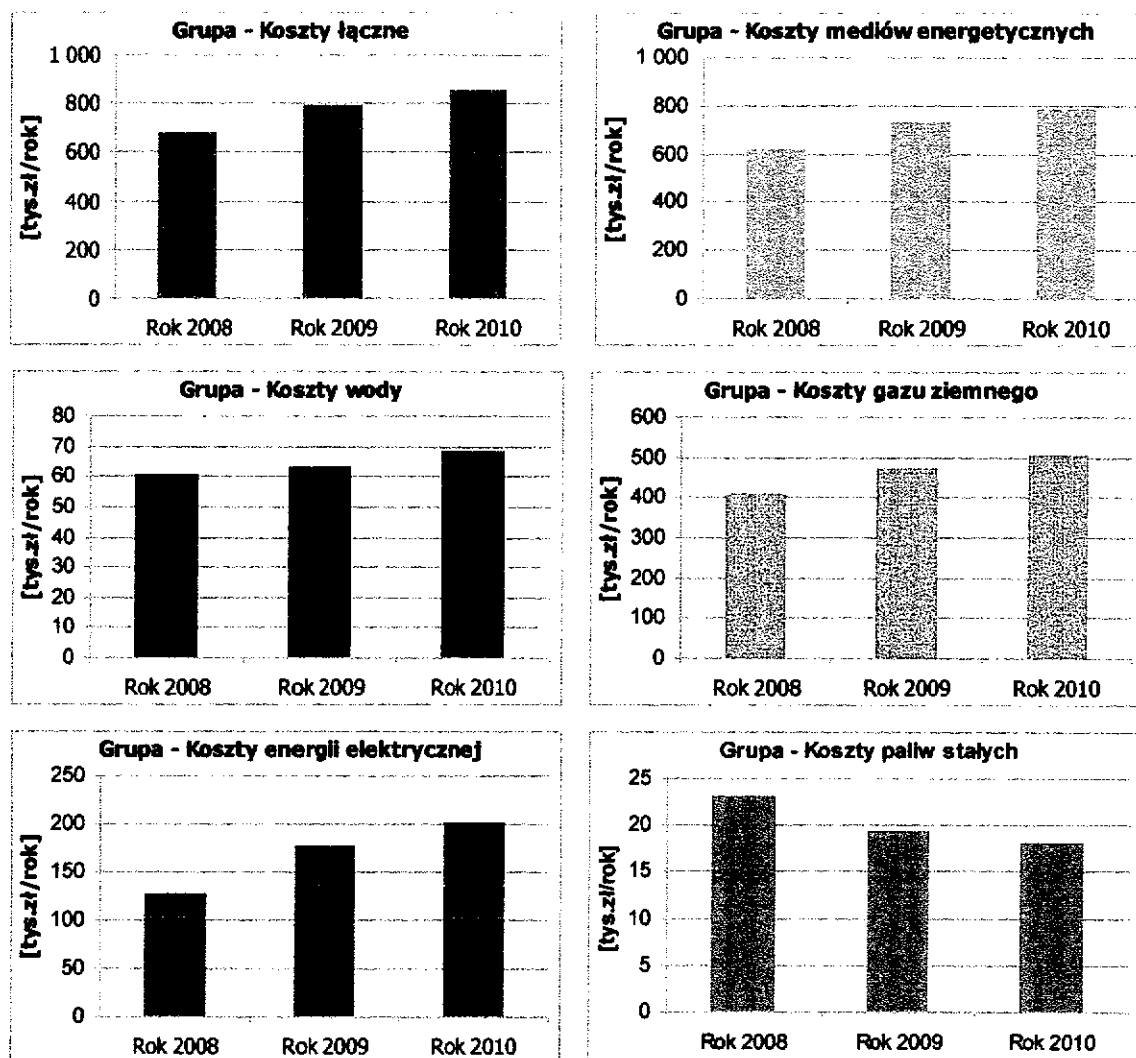 Grupa - Koszty łączne
1 000
800
600
400
200
0
[tys.zł/rok]
Rok 2008 Rok 2009 Rok 2010
Grupa - Koszty mediów energetycznych
1 000
800
600
400
200
0
[tys.zł/rok]
Rok 2008 Rok 2009 Rok 2010
Grupa - Koszty wody
80
70
60
50
40
30
20
10
0
[tys.zł/rok]
Rok 2008 Rok 2009 Rok 2010
Grupa - Koszty gazu ziemnego
600
500
400
300
200
100
0
[tys.zł/rok]
Rok 2008 Rok 2009 Rok 2010
Grupa - Koszty energii elektrycznej
250
200
150
100
50
0
[tys.zł/rok]
Rok 2008 Rok 2009 Rok 2010
Grupa - Koszty paliw stałych
25
20
15
10
5
0
[tys.zł/rok]
Rok 2008 Rok 2009 Rok 2010